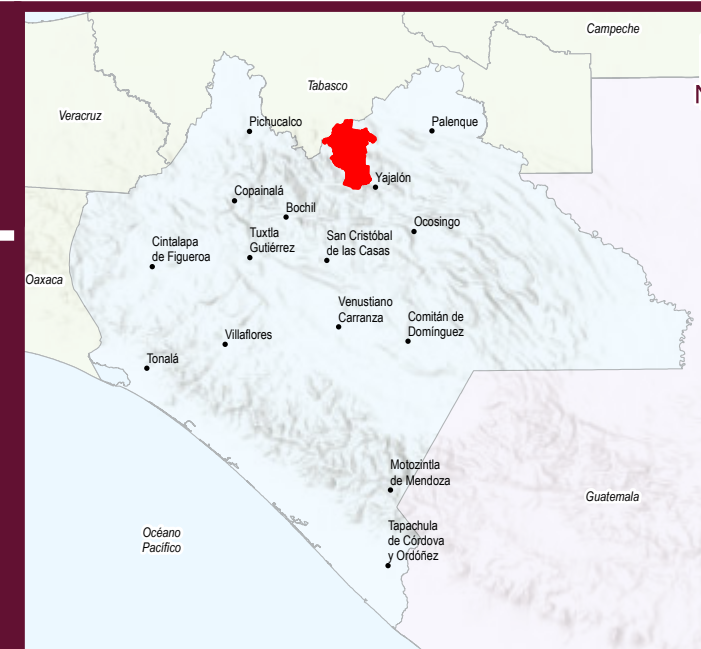 Campeche
Tabasco
N
Veracruz
Pichucalco
Palenque
Yajalón
Copainalá
Bochil
Ocosingo
Tuxtla
Gutiérrez
San Cristóbal
de las Casas
Cintalapa
de Figueroa
Oaxaca
Venustiano
Carranza
Comitán de
Domínguez
Villaflores
Tonalá
Motozintla
de Mendoza
Guatemala
Océano
Pacifico
Tapachula
de Córdova
y Ordóñez